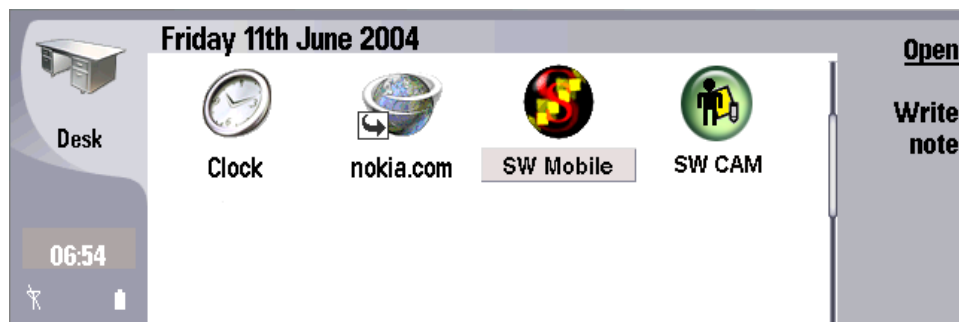 Friday 11th June 2004
Desk
Clock
nokia.com
SW Mobile
SW CAM
Open
Write
note
06:54